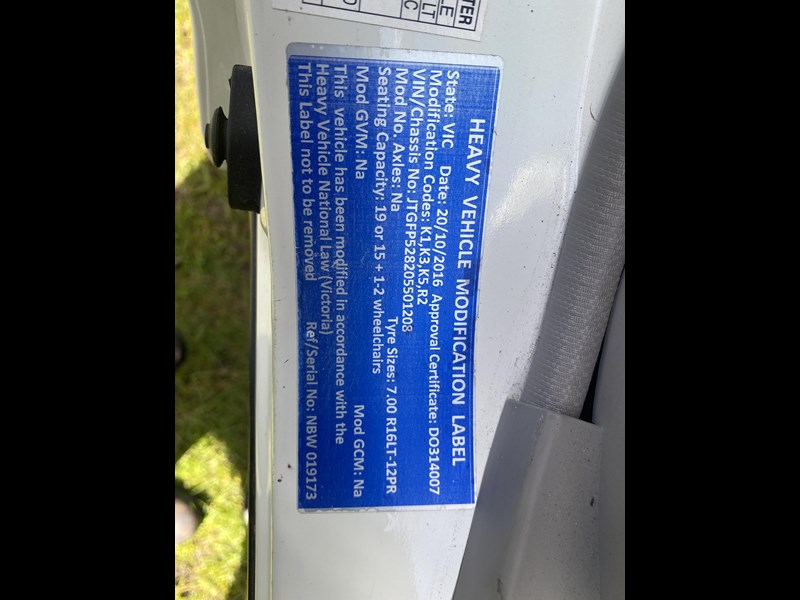 TER
LE
LT
C
HEAVY VEHICLE MODIFICATION LABEL
State: VIC Date: 20/10/2016 Approval Certificate: DO314007
Modification Codes: K1,K3,K5,R2
VIN/Chassis No: JTGFP528205501208
Mod No. Axles: Na Tyre Sizes: 7.00 R16LT-12PR
Seating Capacity: 19 or 15 + 1-2 wheelchairs
Mod GVM: Na Mod GCM: Na
This vehicle has been modified in accordance with the
Heavy Vehicle National Law (Victoria)
This Label not to be removed Ref/Serial No: NBW 019173